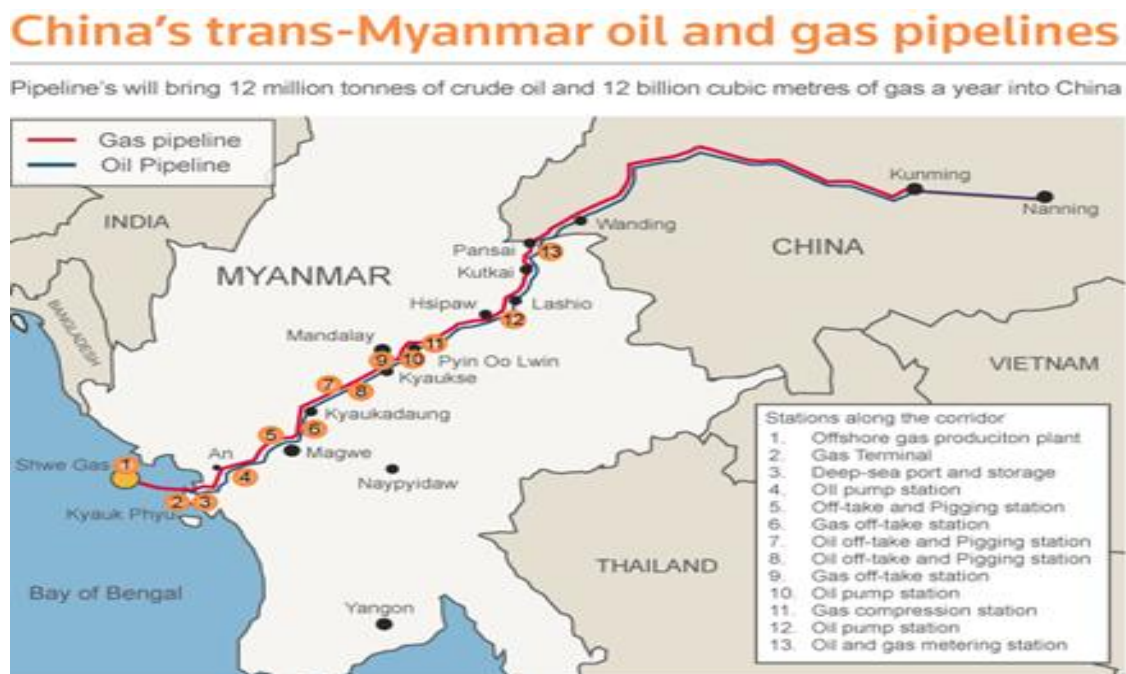 China's trans-Myanmar oil and gas pipelines
Pipeline's will bring 12 million tonnes of crude oil and 12 billion cubic metres of gas a year into China
Gas pipeline
Oil Pipeline
INDIA
BANGLADESH
MYANMAR
CHINA
VIETNAM
THAILAND
Kunming
Nanning
Wanding
Pansai
13
Kutkai
Hsipaw
Lashio
12
Mandalay
11
9
10
Pyin Oo Lwin
Kyaukse
7
8
Kyaukadaung
6
5
Magwe
An
4
Naypyidaw
Shwe Gas
1
2
3
Kyauk Phyu
Bay of Bengal
Yangon
Stations along the corridor
1. Offshore gas produciton plant
2. Gas Terminal
3. Deep-sea port and storage
4. Oil pump station
5. Off-take and Pigging station
6. Gas off-take station
7. Oil off-take and Pigging station
8. Oil off-take and Pigging station
9. Gas off-take station
10. Oil pump station
11. Gas compression station
12. Oil pump station
13. Oil and gas metering station